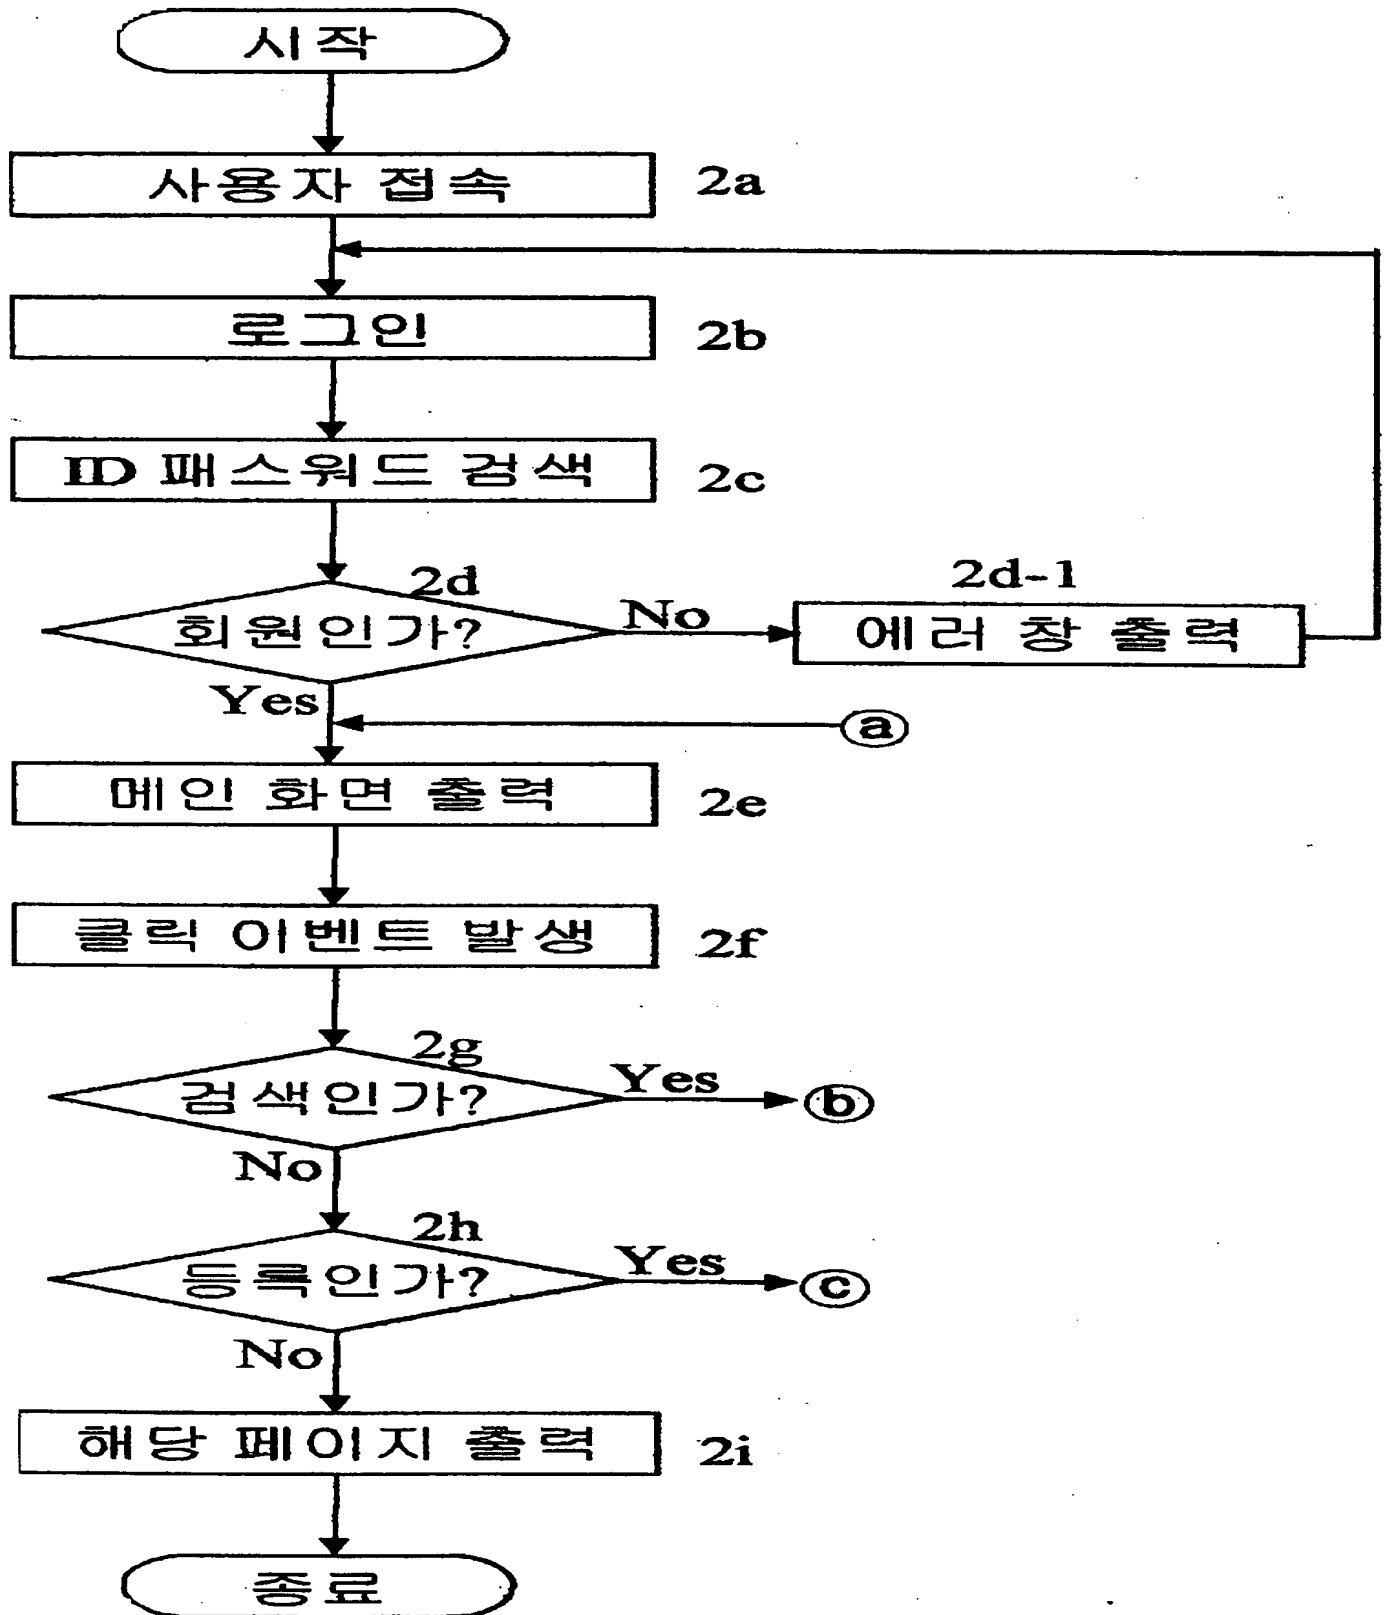 시작
사용자 접속 2a
로그인 2b
ID 패스워드 검색 2c
2d 2d-1
회원인가? No 에러 창 출력
Yes
a
메인 화면 출력 2e
클릭 이벤트 발생 2f
2g
검색인가? Yes b
No
2h
등록인가? Yes c
No
해당 페이지 출력 2i
종료